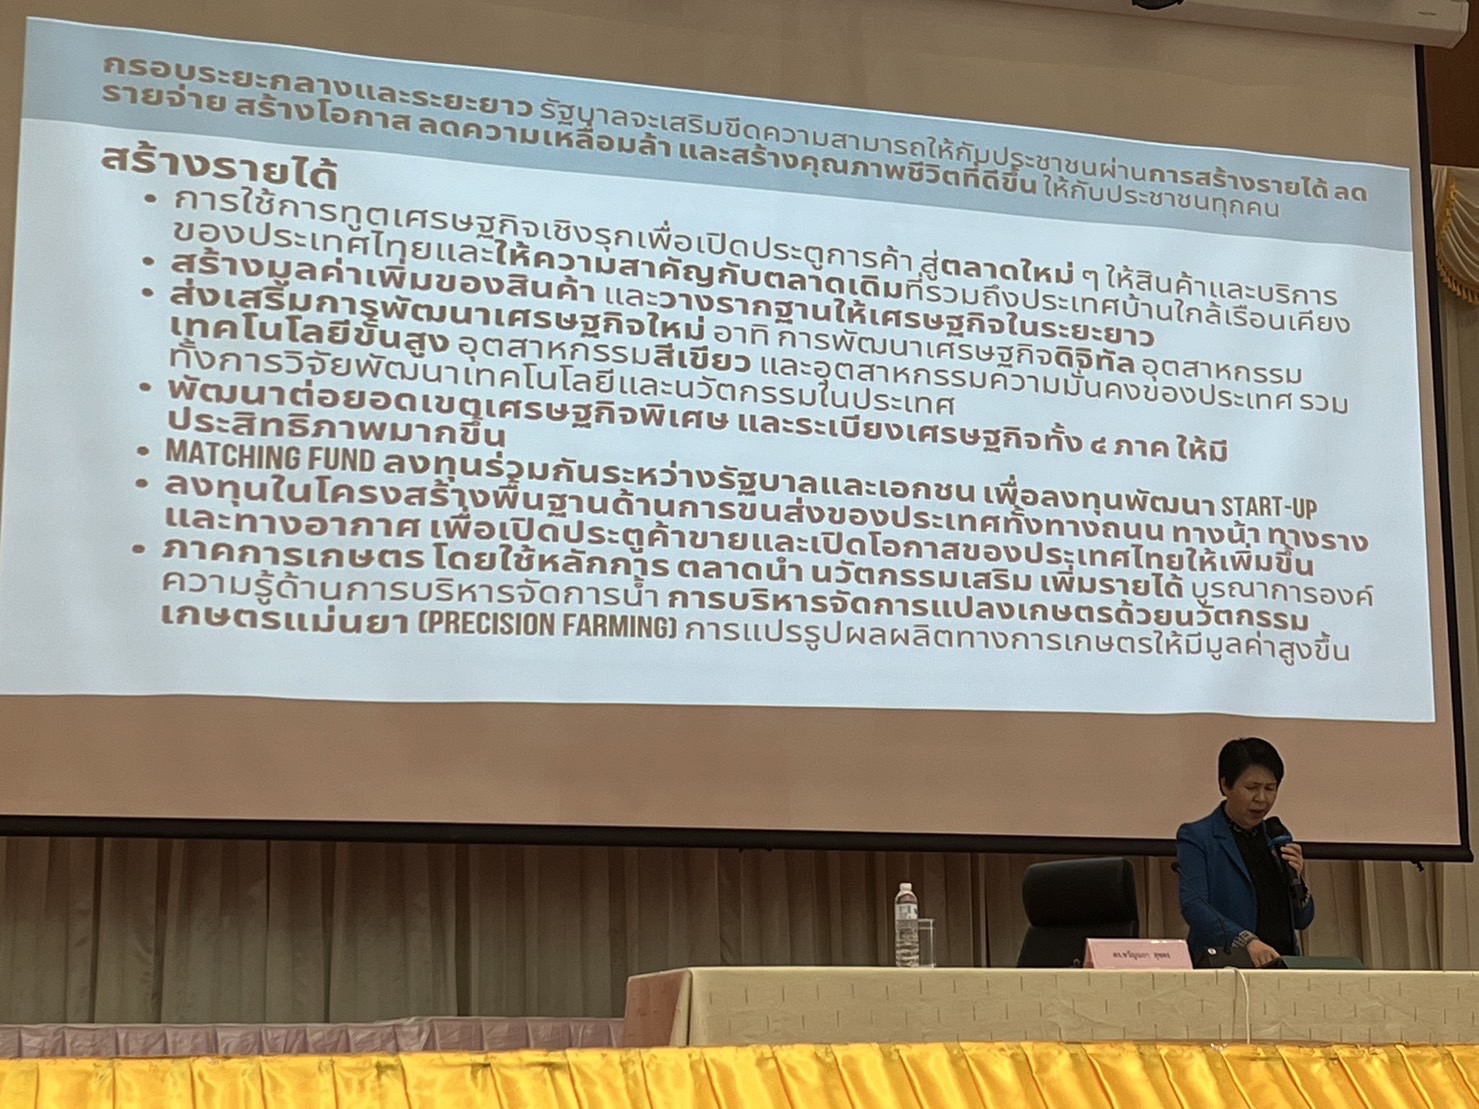 กรอบระยะกลางและระยะยาว รัฐบาลจะเสริมขีดความสามารถให้กับประชาชนผ่านการสร้างรายได้ ลด
รายจ่าย สร้างโอกาส ลดความเหลื่อมล้ำ และสร้างคุณภาพชีวิตที่ดีขึ้น ให้กับประชาชนทุกคน
สร้างรายได้
• การใช้การทูตเศรษฐกิจเชิงรุกเพื่อเปิดประตูการค้า สู่ตลาดใหม่ ๆ ให้สินค้าและบริการ
ของประเทศไทยและให้ความสำคัญกับตลาดเดิมที่รวมถึงประเทศบ้านใกล้เรือนเคียง
• สร้างมูลค่าเพิ่มของสินค้า และวางรากฐานให้เศรษฐกิจในระยะยาว
• ส่งเสริมการพัฒนาเศรษฐกิจใหม่ อาทิ การพัฒนาเศรษฐกิจดิจิทัล อุตสาหกรรม
เทคโนโลยีขั้นสูง อุตสาหกรรมสีเขียว และอุตสาหกรรมความมั่นคงของประเทศ รวม
ทั้งการวิจัยพัฒนาเทคโนโลยีและนวัตกรรมในประเทศ
• พัฒนาต่อยอดเขตเศรษฐกิจพิเศษ และระเบียงเศรษฐกิจทั้ง ๔ ภาค ให้มี
ประสิทธิภาพมากขึ้น
• MATCHING FUND ลงทุนร่วมกันระหว่างรัฐบาลและเอกชน เพื่อลงทุนพัฒนา START-UP
• ลงทุนในโครงสร้างพื้นฐานด้านการขนส่งของประเทศทั้งทางถนน ทางน้ำ ทางราง
และทางอากาศ เพื่อเปิดประตูค้าขายและเปิดโอกาสของประเทศไทยให้เพิ่มขึ้น
• ภาคการเกษตร โดยใช้หลักการ ตลาดนำ นวัตกรรมเสริม เพิ่มรายได้ บูรณาการองค์
ความรู้ด้านการบริหารจัดการน้ำ การบริหารจัดการแปลงเกษตรด้วยนวัตกรรม
เกษตรแม่นยำ (PRECISION FARMING) การแปรรูปผลผลิตทางการเกษตรให้มีมูลค่าสูงขึ้น